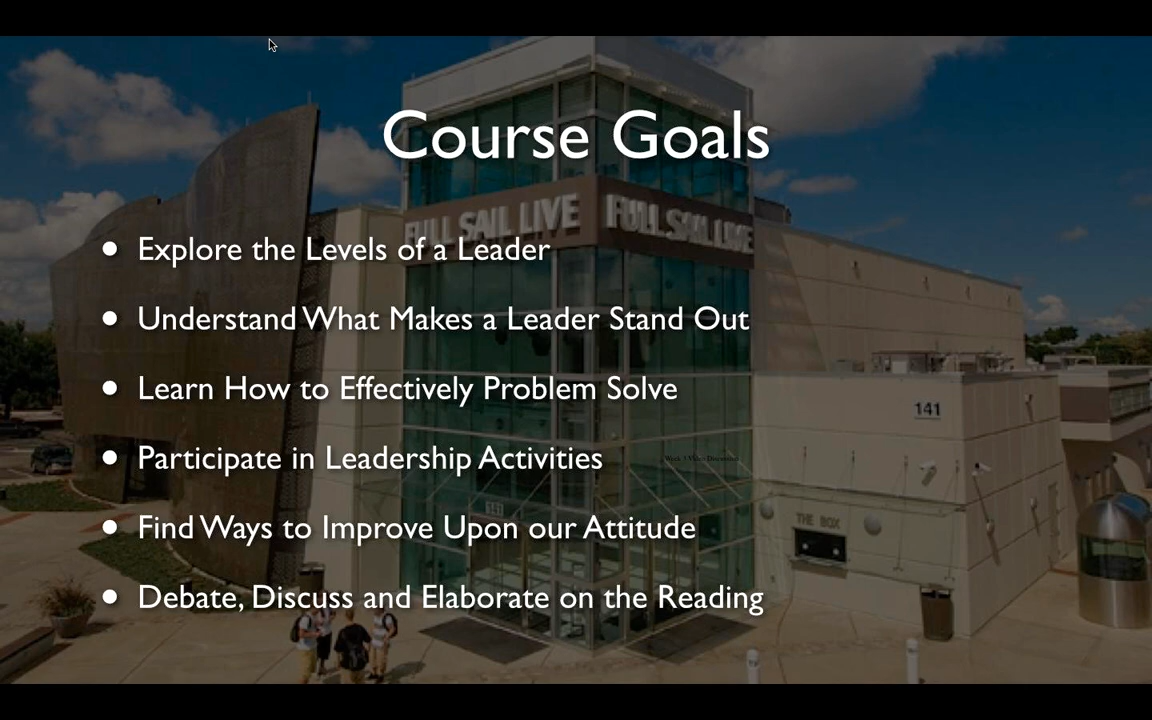 Course Goals
FULL SAIL LIVE FULL SAIL LIVE
• Explore the Levels of a Leader
• Understand What Makes a Leader Stand Out
• Learn How to Effectively Problem Solve
141
• Participate in Leadership Activities
141
THE BOX
• Find Ways to Improve Upon our Attitude
• Debate, Discuss and Elaborate on the Reading